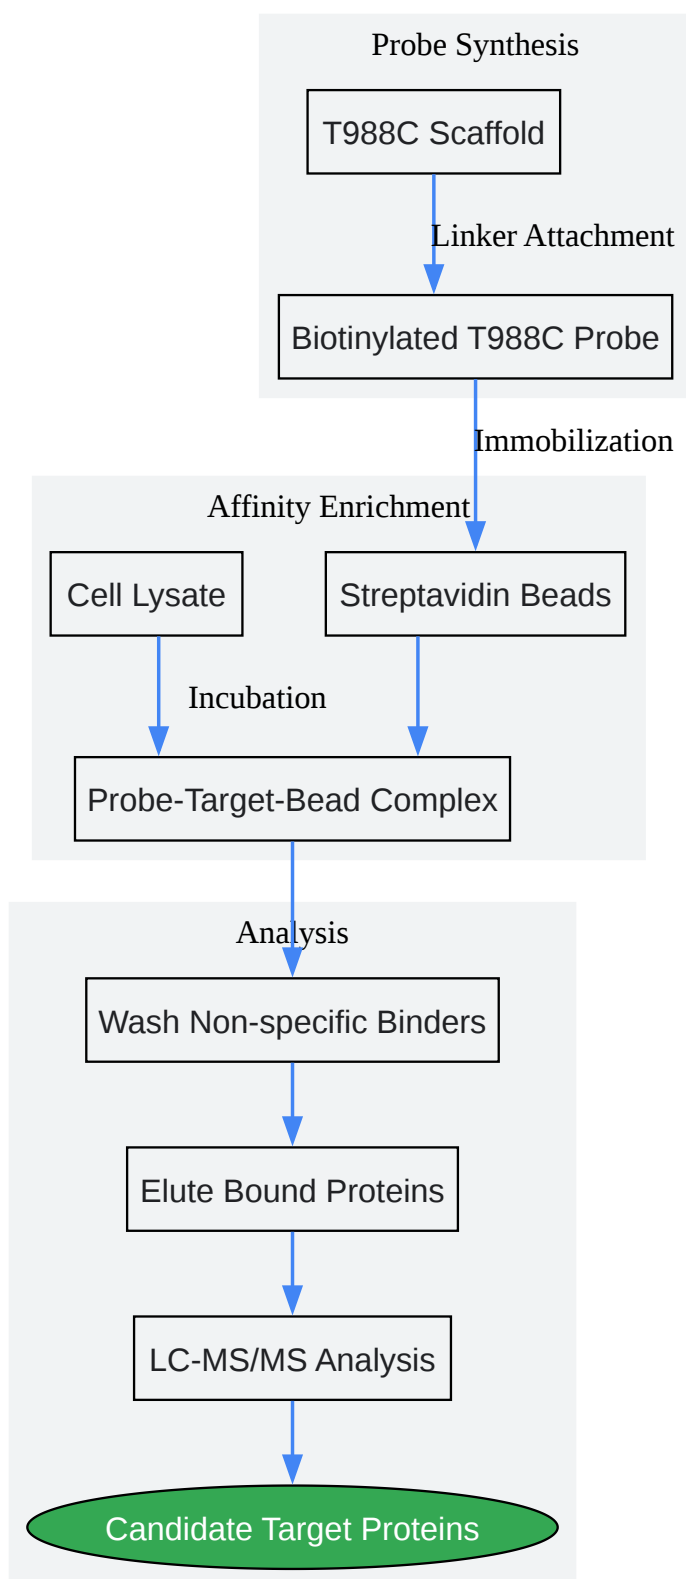 Probe Synthesis
T988C Scaffold
Linker Attachment
Biotinylated T988C Probe
Immobilization
Affinity Enrichment
Cell Lysate
Streptavidin Beads
Incubation
Probe-Target-Bead Complex
Analysis
Wash Non-specific Binders
Elute Bound Proteins
LC-MS/MS Analysis
Candidate Target Proteins